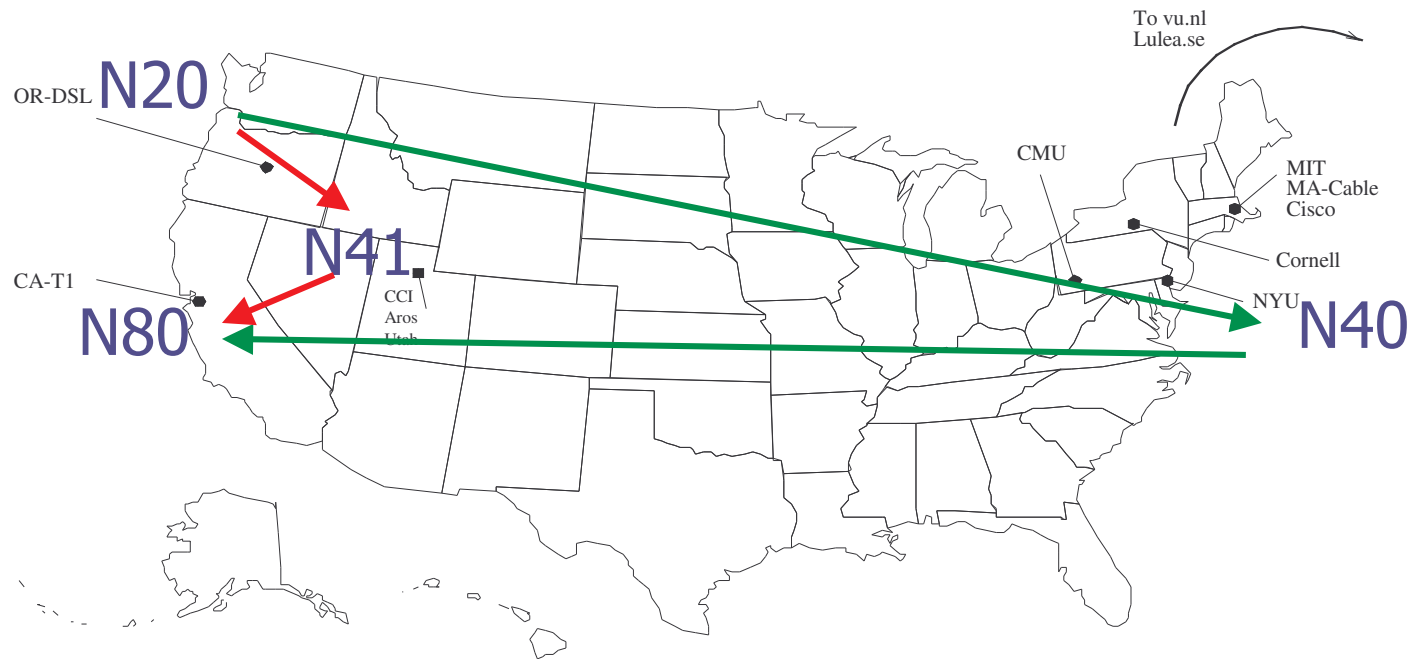 To vu.nl
Lulea.se
OR-DSL
N20
CMU
MIT
MA-Cable
Cisco
N41
Cornell
CA-T1
CCI
Aros
Utah
NYU
N80
N40